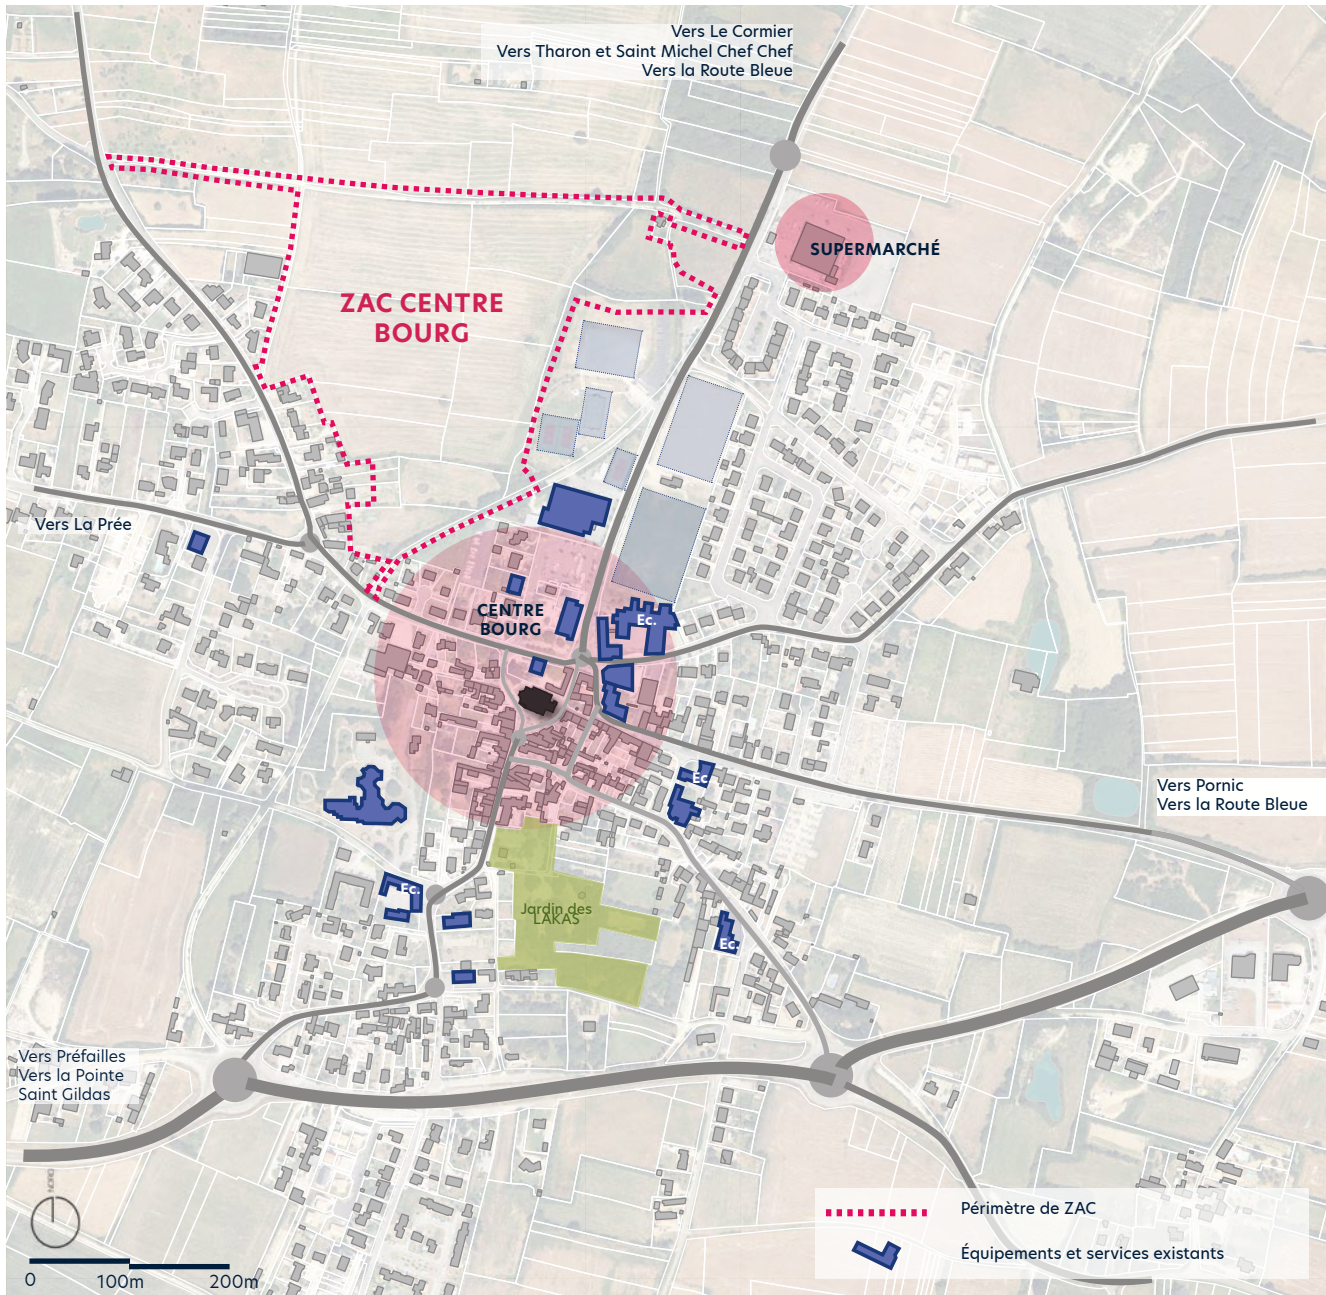 Vers Le Cormier
Vers Tharon et Saint Michel Chef Chef
Vers la Route Bleue
SUPERMARCHÉ
ZAC CENTRE
BOURG
Vers La Prée
CENTRE
BOURG
Ec.
Ec.
Vers Pornic
Vers la Route Bleue
Ec.
Jardin des
LAKAS
Ec.
Vers Préfailles
Vers la Pointe
Saint Gildas
NORD
Périmètre de ZAC
Équipements et services existants
0
100m
200m